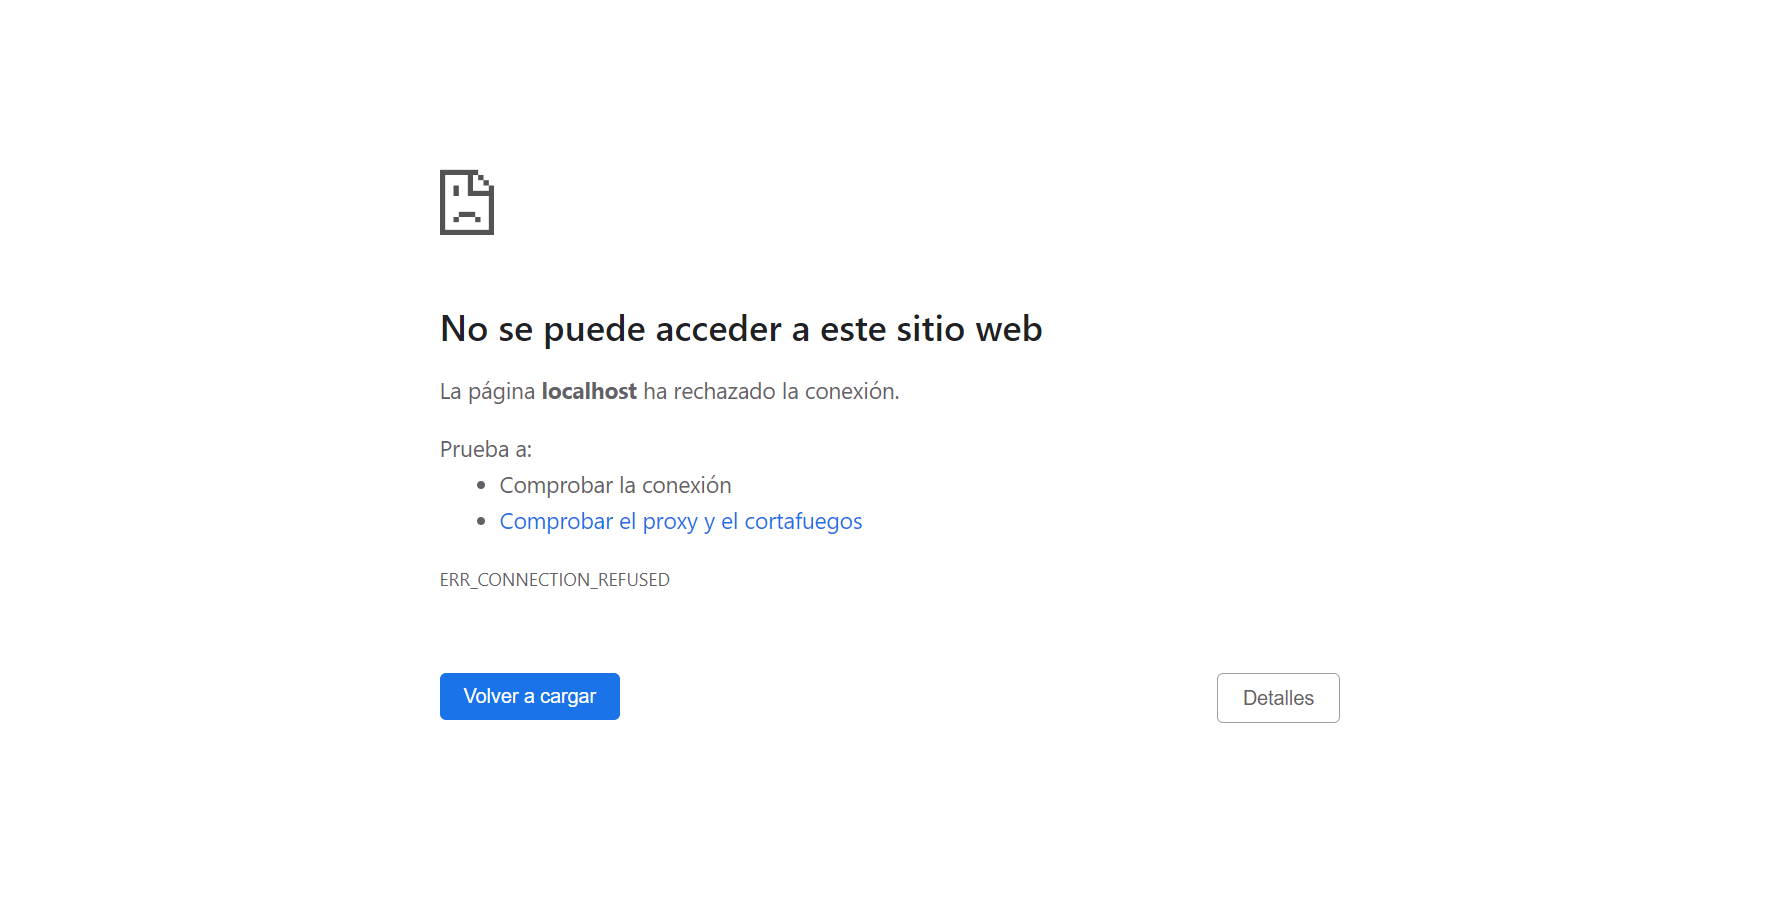 No se puede acceder a este sitio web
La página localhost ha rechazado la conexión.
Prueba a:
Comprobar la conexión
Comprobar el proxy y el cortafuegos
ERR_CONNECTION_REFUSED
Volver a cargar
Detalles